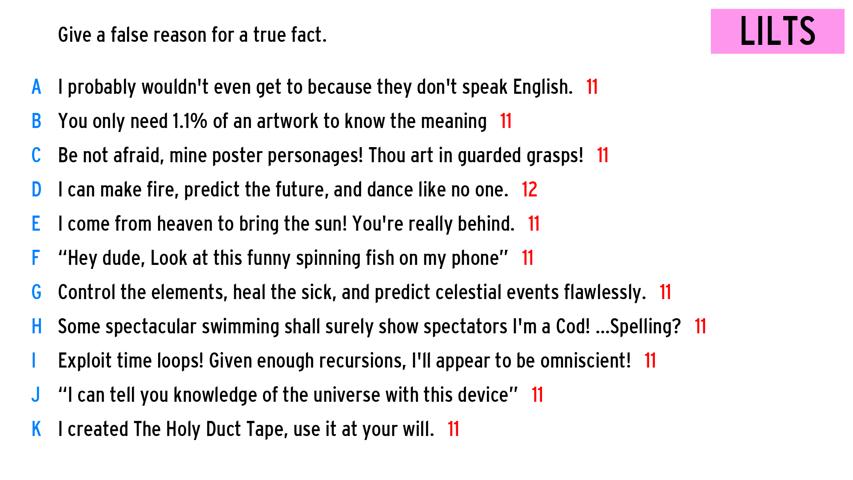 Give a false reason for a true fact.
LILTS
A I probably wouldn't even get to because they don't speak English. 11
B You only need 1.1% of an artwork to know the meaning 11
C Be not afraid, mine poster personages! Thou art in guarded grasps! 11
D I can make fire, predict the future, and dance like no one. 12
E I come from heaven to bring the sun! You're really behind. 11
F “Hey dude, Look at this funny spinning fish on my phone” 11
G Control the elements, heal the sick, and predict celestial events flawlessly. 11
H Some spectacular swimming shall surely show spectators I'm a Cod! ...Spelling? 11
I Exploit time loops! Given enough recursions, I'll appear to be omniscient! 11
J “I can tell you knowledge of the universe with this device” 11
K I created The Holy Duct Tape, use it at your will. 11